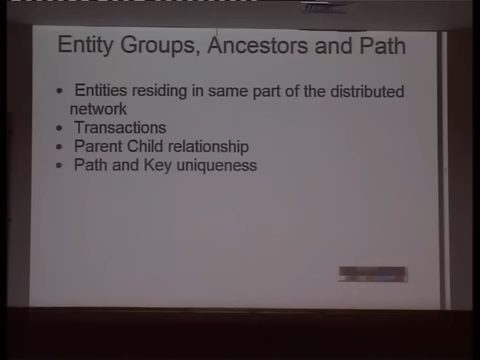 Entity Groups, Ancestors and Path
• Entities residing in same part of the distributed
network
• Transactions
• Parent Child relationship
• Path and Key uniqueness